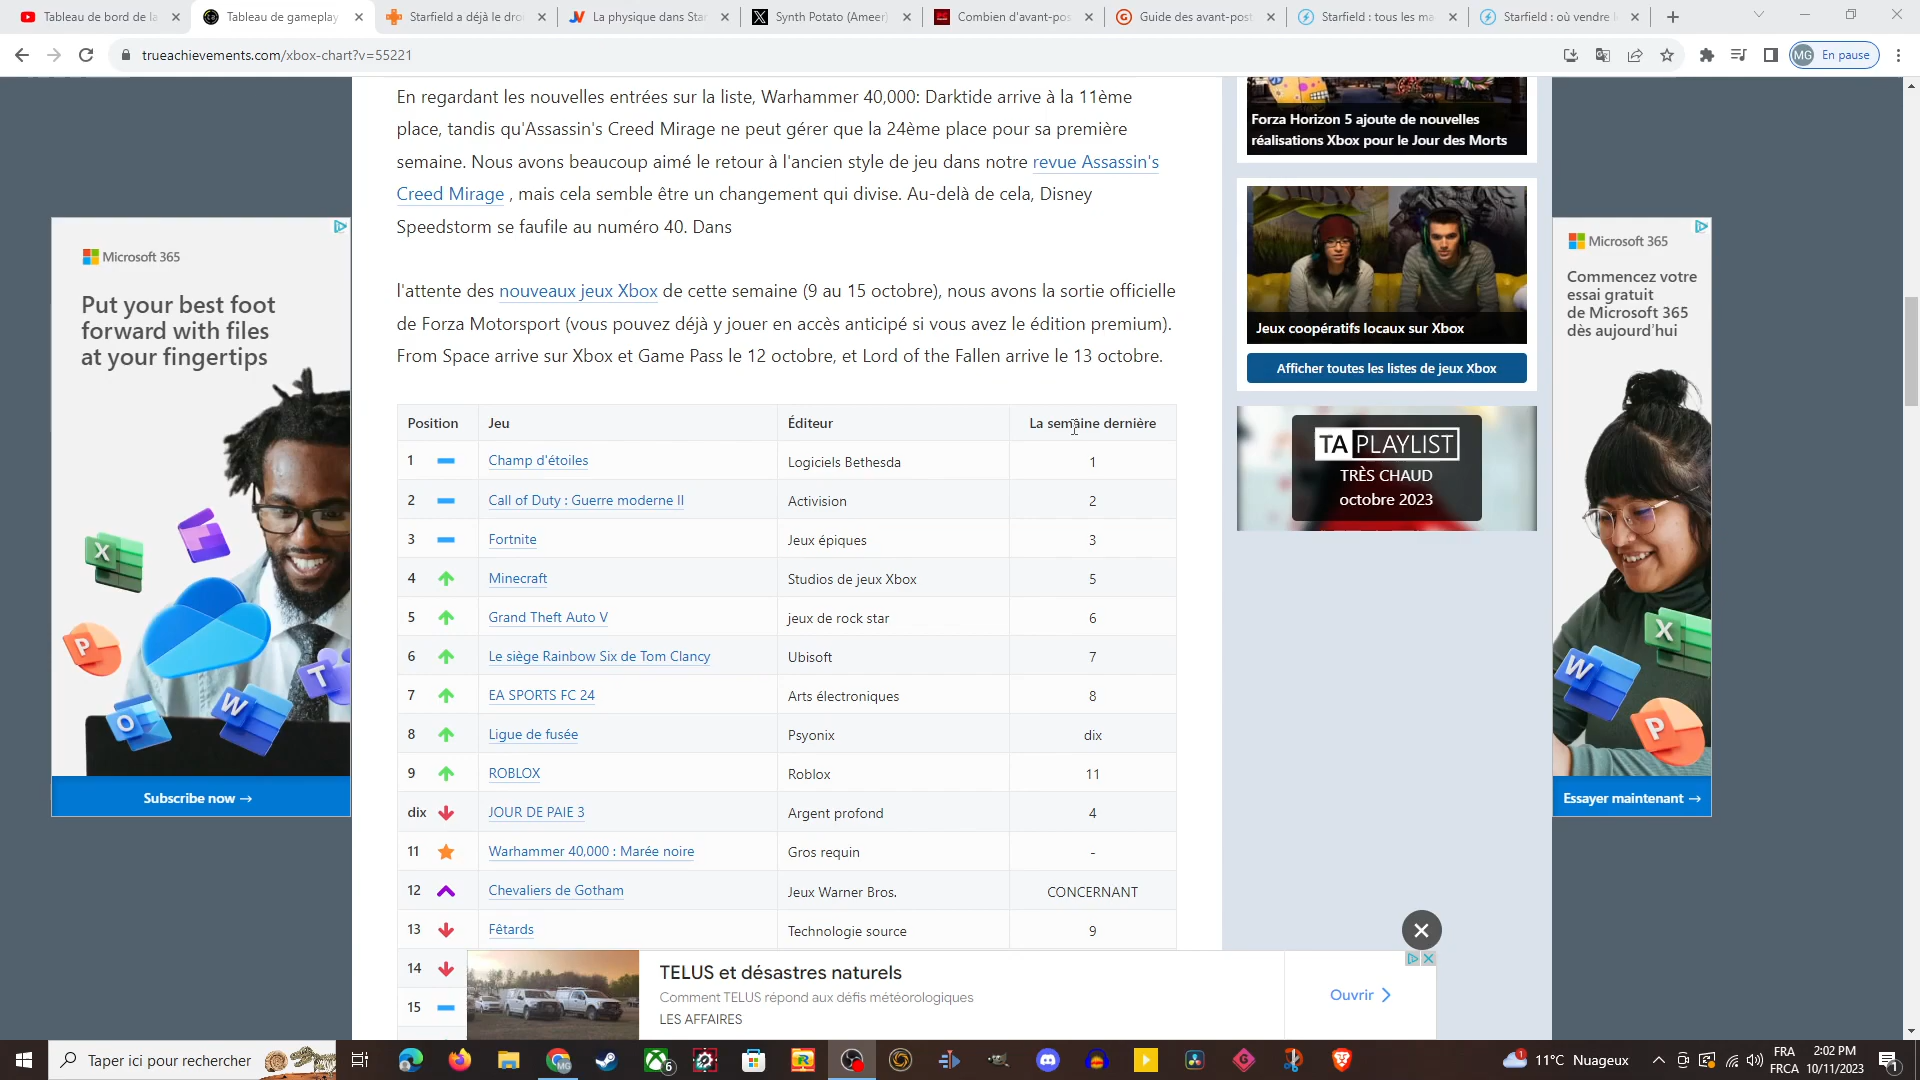 Tableau de bord de la
Tableau de gameplay
Starfield a déjà le droi
La physique dans Star
Synth Potato (Ameer)
Combien d'avant-pos
Guide des avant-post
Starfield : tous les ma
Starfield : où vendre l
trueachievements.com/xbox-chart?v=55221
MG En pause
En regardant les nouvelles entrées sur la liste, Warhammer 40,000: Darktide arrive à la 11ème
place, tandis qu'Assassin's Creed Mirage ne peut gérer que la 24ème place pour sa première
semaine. Nous avons beaucoup aimé le retour à l'ancien style de jeu dans notre revue Assassin's
Creed Mirage , mais cela semble être un changement qui divise. Au-delà de cela, Disney
Speedstorm se faufile au numéro 40. Dans
l'attente des nouveaux jeux Xbox de cette semaine (9 au 15 octobre), nous avons la sortie officielle
de Forza Motorsport (vous pouvez déjà y jouer en accès anticipé si vous avez le édition premium).
From Space arrive sur Xbox et Game Pass le 12 octobre, et Lord of the Fallen arrive le 13 octobre.
Position Jeu Éditeur La semaine dernière
1 Champ d'étoiles Logiciels Bethesda 1
2 Call of Duty : Guerre moderne II Activision 2
3 Fortnite Jeux épiques 3
4 Minecraft Studios de jeux Xbox 5
5 Grand Theft Auto V jeux de rock star 6
6 Le siège Rainbow Six de Tom Clancy Ubisoft 7
7 EA SPORTS FC 24 Arts électroniques 8
8 Ligue de fusée Psyonix dix
9 ROBLOX Roblox 11
dix JOUR DE PAIE 3 Argent profond 4
11 Warhammer 40,000 : Marée noire Gros requin -
12 Chevaliers de Gotham Jeux Warner Bros. CONCERNANT
13 Fêtards Technologie source 9
14
15
Microsoft 365
Put your best foot
forward with files
at your fingertips
X
P
T
O
W
Subscribe now →
Forza Horizon 5 ajoute de nouvelles
réalisations Xbox pour le Jour des Morts
Jeux coopératifs locaux sur Xbox
Afficher toutes les listes de jeux Xbox
TA PLAYLIST
TRÈS CHAUD
octobre 2023
Microsoft 365
Commencez votre
essai gratuit
de Microsoft 365
dès aujourd'hui
X
W
P
Essayer maintenant →
TELUS et désastres naturels
Comment TELUS répond aux défis météorologiques
LES AFFAIRES
Ouvrir
Taper ici pour rechercher
MG
6
1
11°C Nuageux
FRA
FRCA
2:02 PM
10/11/2023
1